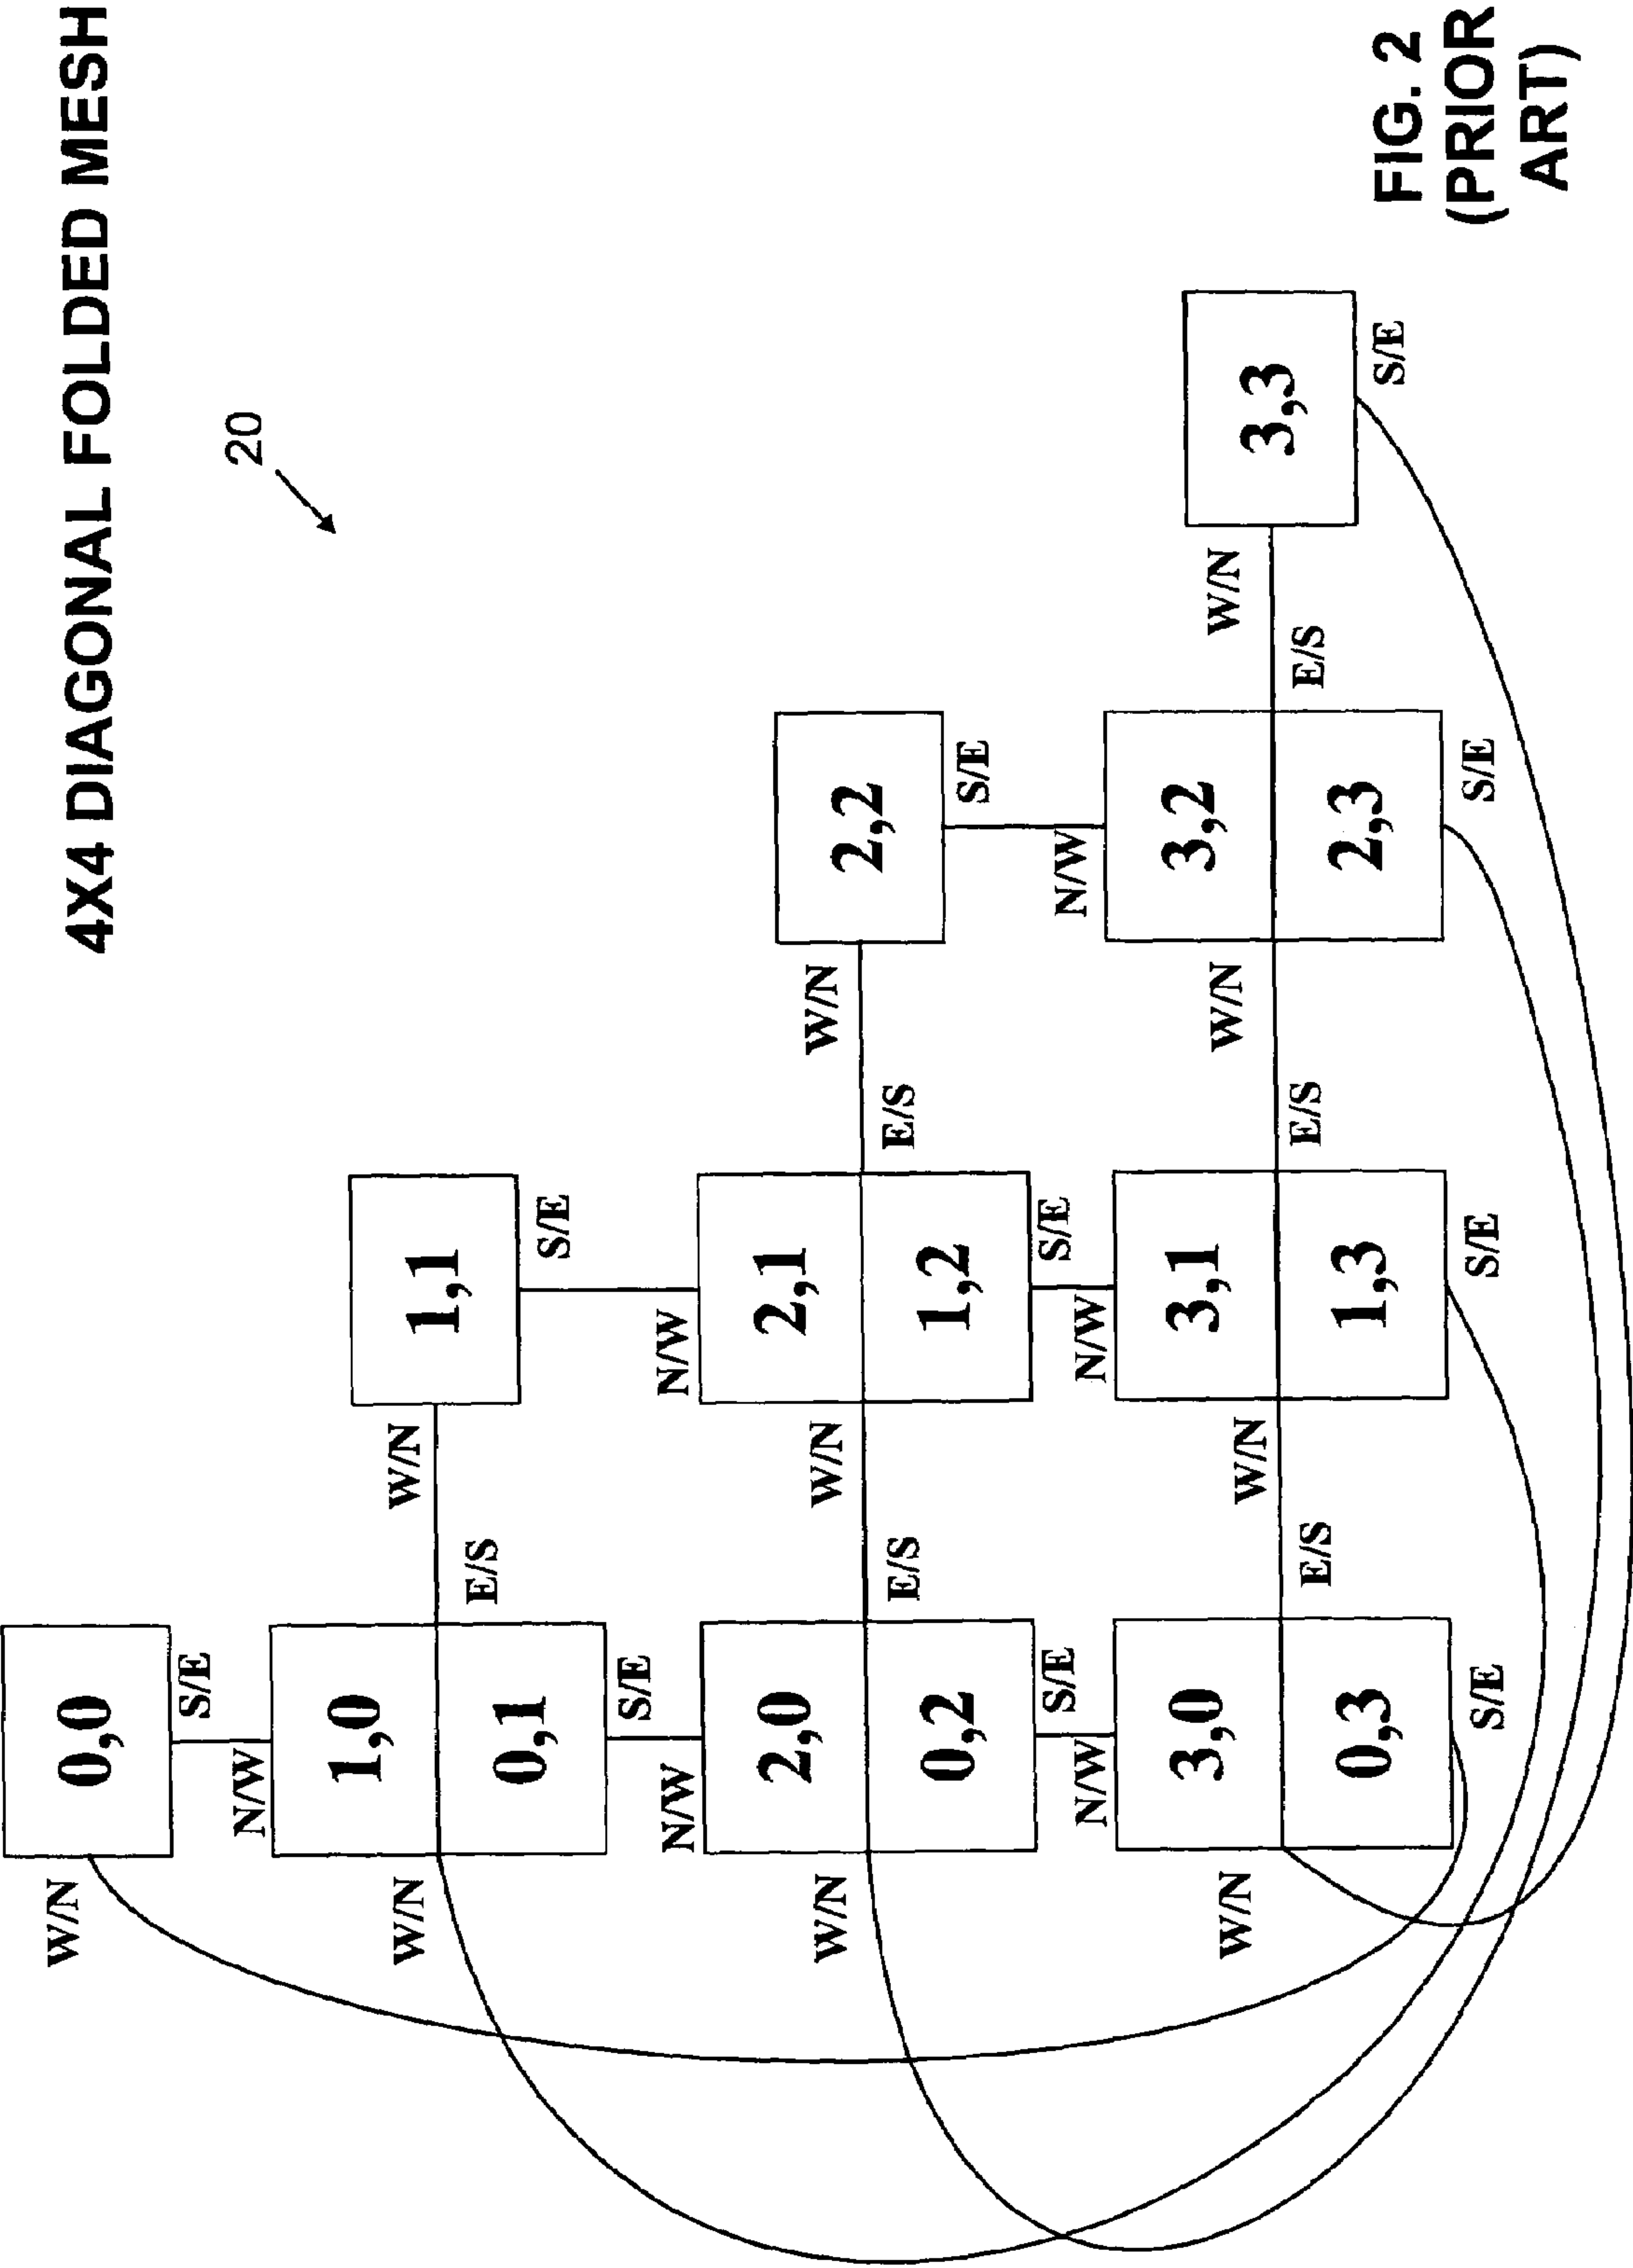 4X4 DIAGONAL FOLDED MESH
20
W/N
0,0
S/E
N/W
1,0
W/N
W/N
1,1
E/S
0,1
S/E
S/E
N/W
N/W
2,0
2,1
W/N
W/N
W/N
2,2
E/S
E/S
0,2
1,2
S/E
S/E
S/E
N/W
N/W
N/W
3,0
3,1
3,2
W/N
W/N
W/N
W/N
3,3
E/S
E/S
E/S
0,3
1,3
2,3
S/E
S/E
S/E
S/E
FIG. 2
(PRIOR
ART)